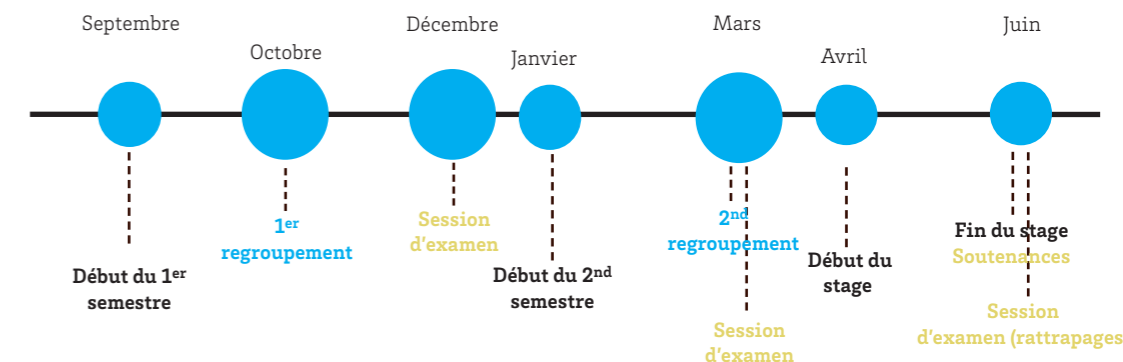 Septembre
Octobre
Décembre
Janvier
Mars
Avril
Juin
Début du 1er
semestre
1er
regroupement
Session
d'examen
Début du 2nd
semestre
2nd
regroupement
Session
d'examen
Début du
stage
Fin du stage
Soutenances
Session
d'examen (rattrapages